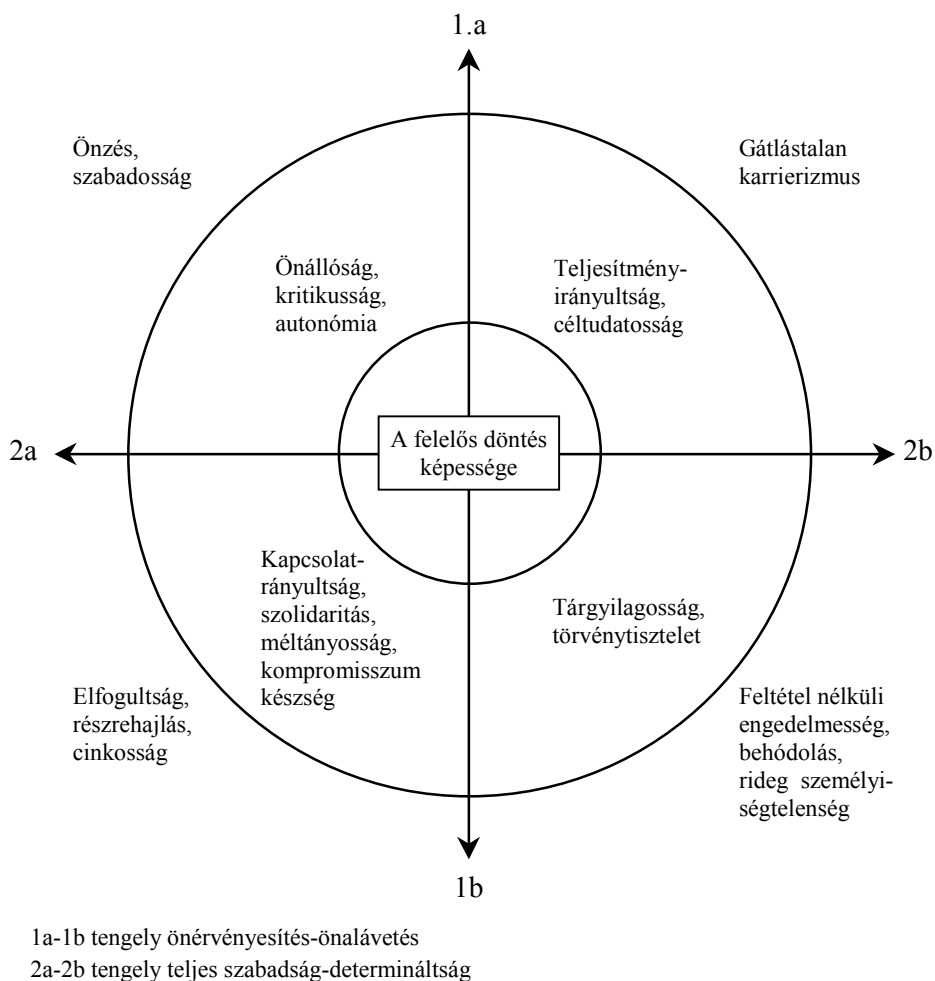 1.a
Önzés,
szabadosság
Gátlástalan
karrierizmus
Önállóság,
kritikusság,
autonómia
Teljesítmény-
irányultság,
céltudatosság
2a
A felelős döntés
képessége
2b
Kapcsolat-
rányultság,
szolidaritás,
méltányosság,
kompromisszum
készség
Tárgyilagosság,
törvénytisztelet
Elfogultság,
részrehajlás,
cinkosság
Feltétel nélküli
engedelmesség,
behódolás,
rideg személyi-
ségtelenség
1b
1a-1b tengely önérvényesítés-önalávetés
2a-2b tengely teljes szabadság-determináltság